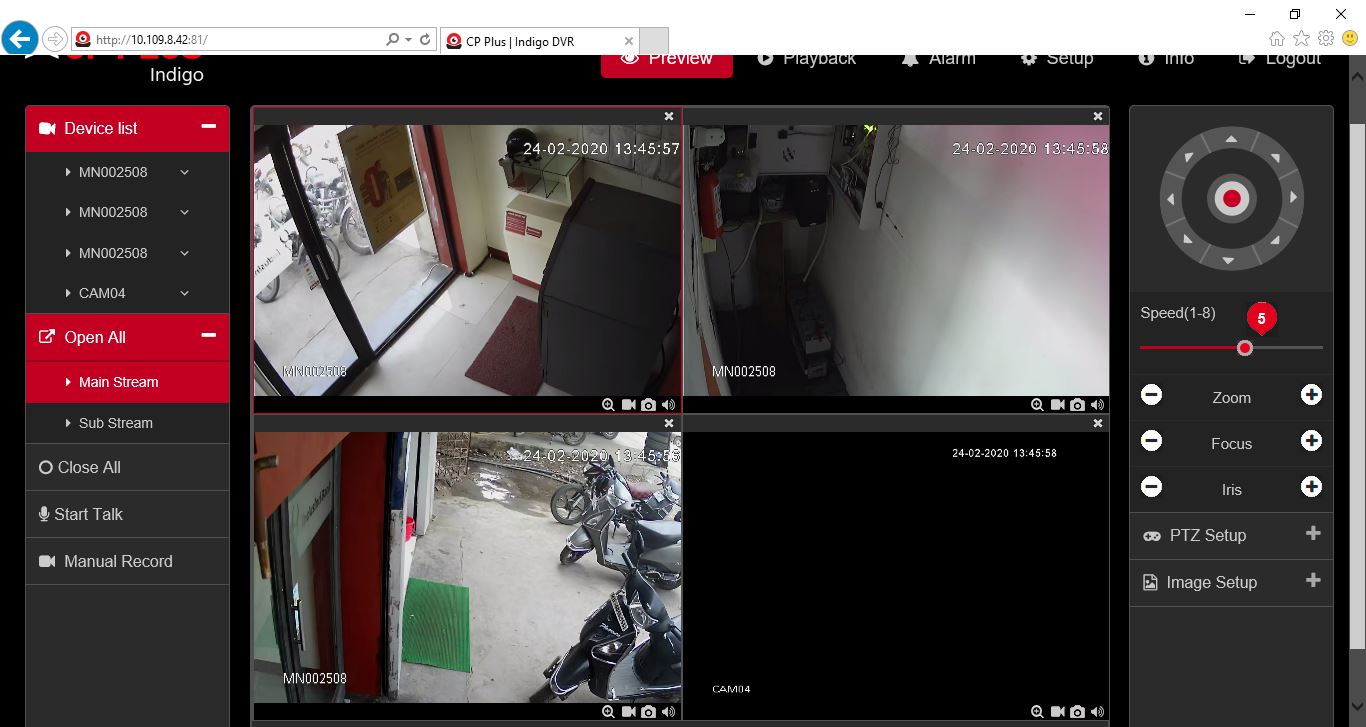 http://10.109.8.42:81/
CP Plus | Indigo DVR
CP PLUS
Indigo
Preview
Playback
Alarm
Setup
Info
Logout
Device list
MN002508
MN002508
MN002508
CAM04
Open All
Main Stream
Sub Stream
Close All
Start Talk
Manual Record
24-02-2020 13:45:57
MN002508
24-02-2020 13:45:58
MN002508
24-02-2020 13:45:56
MN002508
24-02-2020 13:45:58
CAM04
Speed(1-8)
5
Zoom
Focus
Iris
PTZ Setup
Image Setup